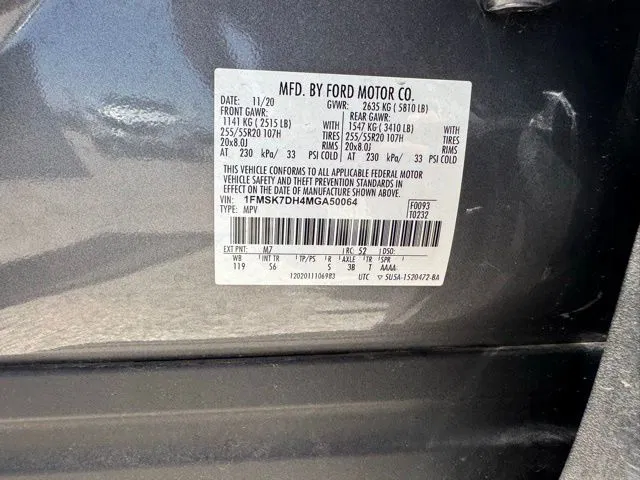 MFD. BY FORD MOTOR CO.
DATE: 11/20 GVWR: 2635 KG ( 5810 LB)
FRONT GAWR: REAR GAWR:
1141 KG ( 2515 LB) WITH 1547 KG ( 3410 LB) WITH
255/55R20 107H TIRES 255/55R20 107H TIRES
20x8.0J RIMS 20x8.0J RIMS
AT 230 kPa/ 33 PSI COLD AT 230 kPa/ 33 PSI COLD
THIS VEHICLE CONFORMS TO ALL APPLICABLE FEDERAL MOTOR
VEHICLE SAFETY AND THEFT PREVENTION STANDARDS IN
EFFECT ON THE DATE OF MANUFACTURE SHOWN ABOVE.
VIN: 1FMSK7DH4MGA50064 F0093
TYPE: MPV T0232
EXT PNT: M7 RC: 52 DSO:
WB INT TR TP/PS R AXLE TR SPR
119 56 S 3B T AAAA
1202011106983 UTC ▽ 5U5A-1520472-BA